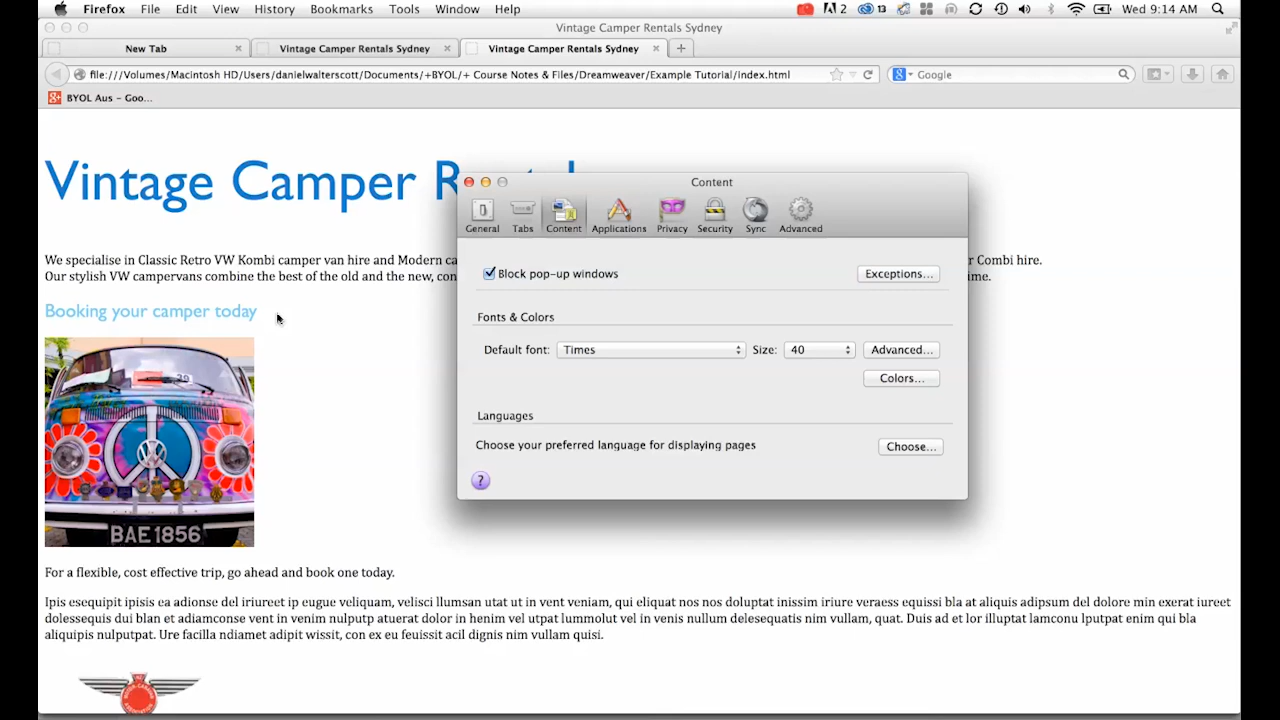 Firefox File Edit View History Bookmarks Tools Window Help 2 13 Wed 9:14 AM
Vintage Camper Rentals Sydney
New Tab Vintage Camper Rentals Sydney Vintage Camper Rentals Sydney
file:///Volumes/Macintosh HD/Users/danielwalterscott/Documents/+BYOL/+ Course Notes & Files/Dreamweaver/Example Tutorial/index.html Google
BYOL Aus – Goo...
Vintage Camper
Content
General Tabs Content Applications Privacy Security Sync Advanced
We specialise in Classic Retro VW Kombi camper van hire and Modern ca r Combi hire.
Our stylish VW campervans combine the best of the old and the new, con ime.
Block pop-up windows Exceptions...
Booking your camper today
Fonts & Colors
Default font: Times Size: 40 Advanced...
Colors...
Languages
Choose your preferred language for displaying pages Choose...
?
BAE 1856
For a flexible, cost effective trip, go ahead and book one today.
Ipis esequipit ipisis ea adionse del iriureet ip eugue veliquam, velisci llumsan utat ut in vent veniam, qui eliquat nos nos doluptat inissim iriure veraess equissi bla at aliquis adipsum del dolore min exerat iureet
dolessequis dui blan et adiamconse vent in venim nulputp atuerat dolor in henim vel utpat lummolut vel in venis nullum delesequatis nim vullam, quat. Duis ad et lor illuptat lamconu lputpat enim qui bla
aliquipis nulputpat. Ure facilla ndiamet adipit wissit, con ex eu feuissit acil dignis nim vullam quisi.